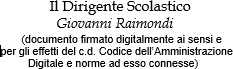 Il Dirigente Scolastico
Giovanni Raimondi
(documento firmato digitalmente ai sensi e
per gli effetti del c.d. Codice dell'Amministrazione
Digitale e norme ad esso connesse)